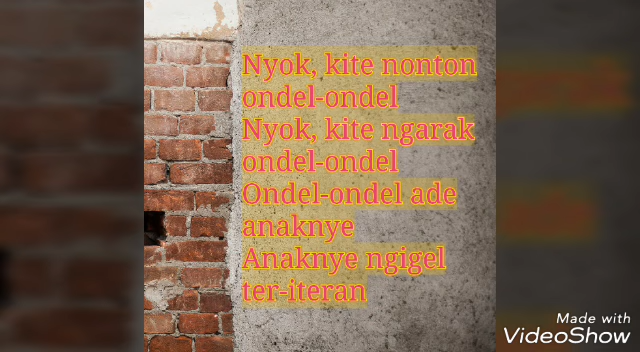 Nyok, kite nonton
ondel-ondel
Nyok, kite ngarak
ondel-ondel
Ondel-ondel ade
anaknye
Anaknye ngigel
ter-iteran
Made with
VideoShow